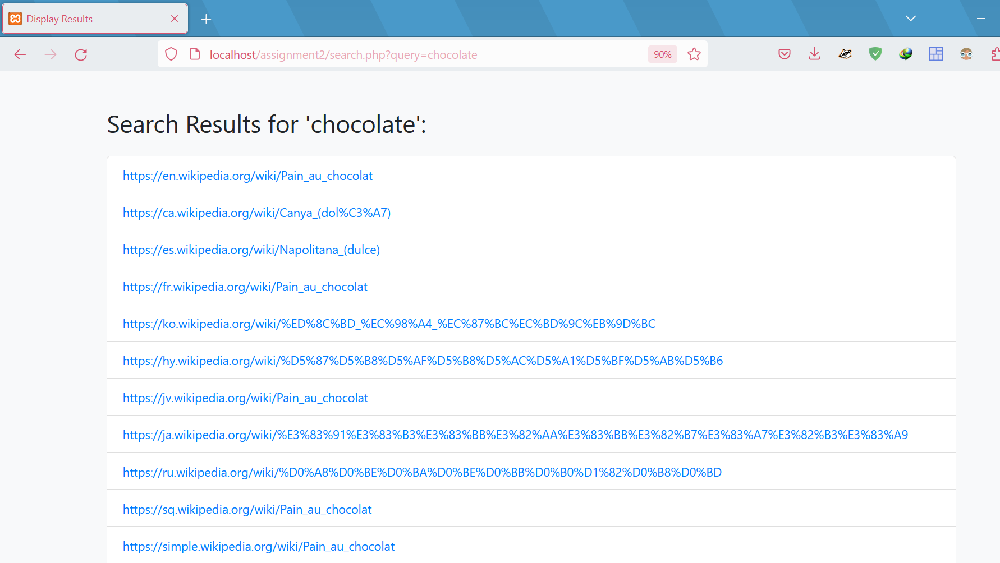 Display Results
localhost/assignment2/search.php?query=chocolate 90%
Search Results for 'chocolate':
https://en.wikipedia.org/wiki/Pain_au_chocolat
https://ca.wikipedia.org/wiki/Canya_(dol%C3%A7)
https://es.wikipedia.org/wiki/Napolitana_(dulce)
https://fr.wikipedia.org/wiki/Pain_au_chocolat
https://ko.wikipedia.org/wiki/%ED%8C%BD_%EC%98%A4_%EC%87%BC%EC%BD%9C%EB%9D%BC
https://hy.wikipedia.org/wiki/%D5%87%D5%B8%D5%AF%D5%B8%D5%AC%D5%A1%D5%BF%D5%AB%D5%B6
https://jv.wikipedia.org/wiki/Pain_au_chocolat
https://ja.wikipedia.org/wiki/%E3%83%91%E3%83%B3%E3%83%BB%E3%82%AA%E3%83%BB%E3%82%B7%E3%83%A7%E3%82%B3%E3%83%A9
https://ru.wikipedia.org/wiki/%D0%A8%D0%BE%D0%BA%D0%BE%D0%BB%D0%B0%D1%82%D0%B8%D0%BD
https://sq.wikipedia.org/wiki/Pain_au_chocolat
https://simple.wikipedia.org/wiki/Pain_au_chocolat